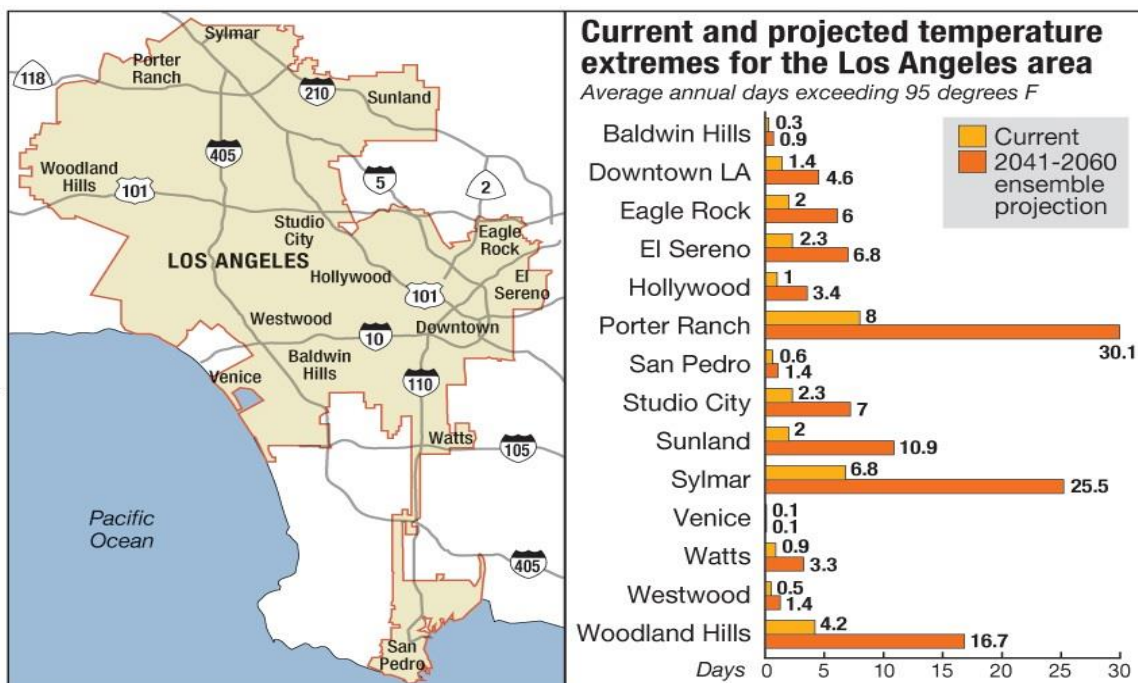 Sylmar
Porter
Ranch
118
210
Sunland
405
Woodland
Hills
101
5
2
Studio
City
Eagle
Rock
LOS ANGELES
Hollywood
El
Sereno
101
Westwood
10
Downtown
Baldwin
Hills
110
Venice
Watts
105
Pacific
Ocean
405
San
Pedro
Current and projected temperature
extremes for the Los Angeles area
Average annual days exceeding 95 degrees F
Current
2041-2060
ensemble
projection
Baldwin Hills 0.3
0.9
Downtown LA 1.4
4.6
Eagle Rock 2
6
El Sereno 2.3
6.8
Hollywood 1
3.4
Porter Ranch 8
30.1
San Pedro 0.6
1.4
Studio City 2.3
7
Sunland 2
10.9
Sylmar 6.8
25.5
Venice 0.1
0.1
Watts 0.9
3.3
Westwood 0.5
1.4
Woodland Hills 4.2
16.7
Days 0 5 10 15 20 25 30